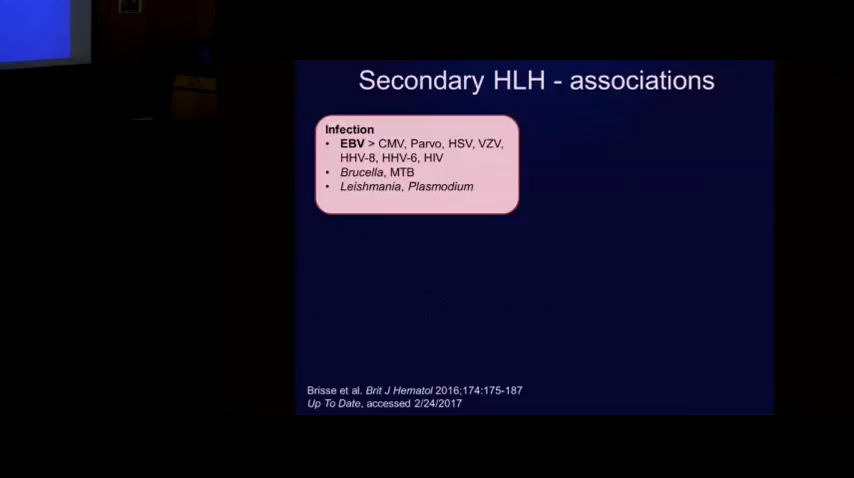 Secondary HLH - associations
Infection
• EBV > CMV, Parvo, HSV, VZV,
HHV-8, HHV-6, HIV
• Brucella, MTB
• Leishmania, Plasmodium
Brisse et al. Brit J Hematol 2016;174:175-187
Up To Date, accessed 2/24/2017